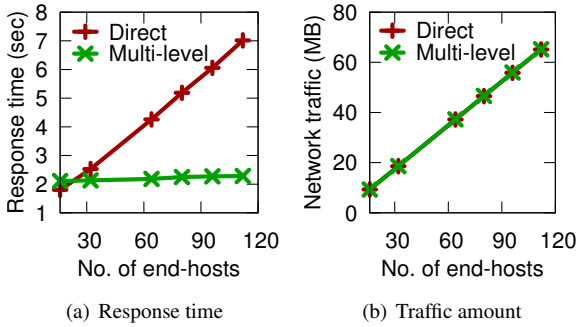 Response time (sec)
8
7
6
5
4
3
2
1
Direct
Multi-level
30 60 90 120
No. of end-hosts
(a) Response time
Network traffic (MB)
80
60
40
20
0
Direct
Multi-level
30 60 90 120
No. of end-hosts
(b) Traffic amount